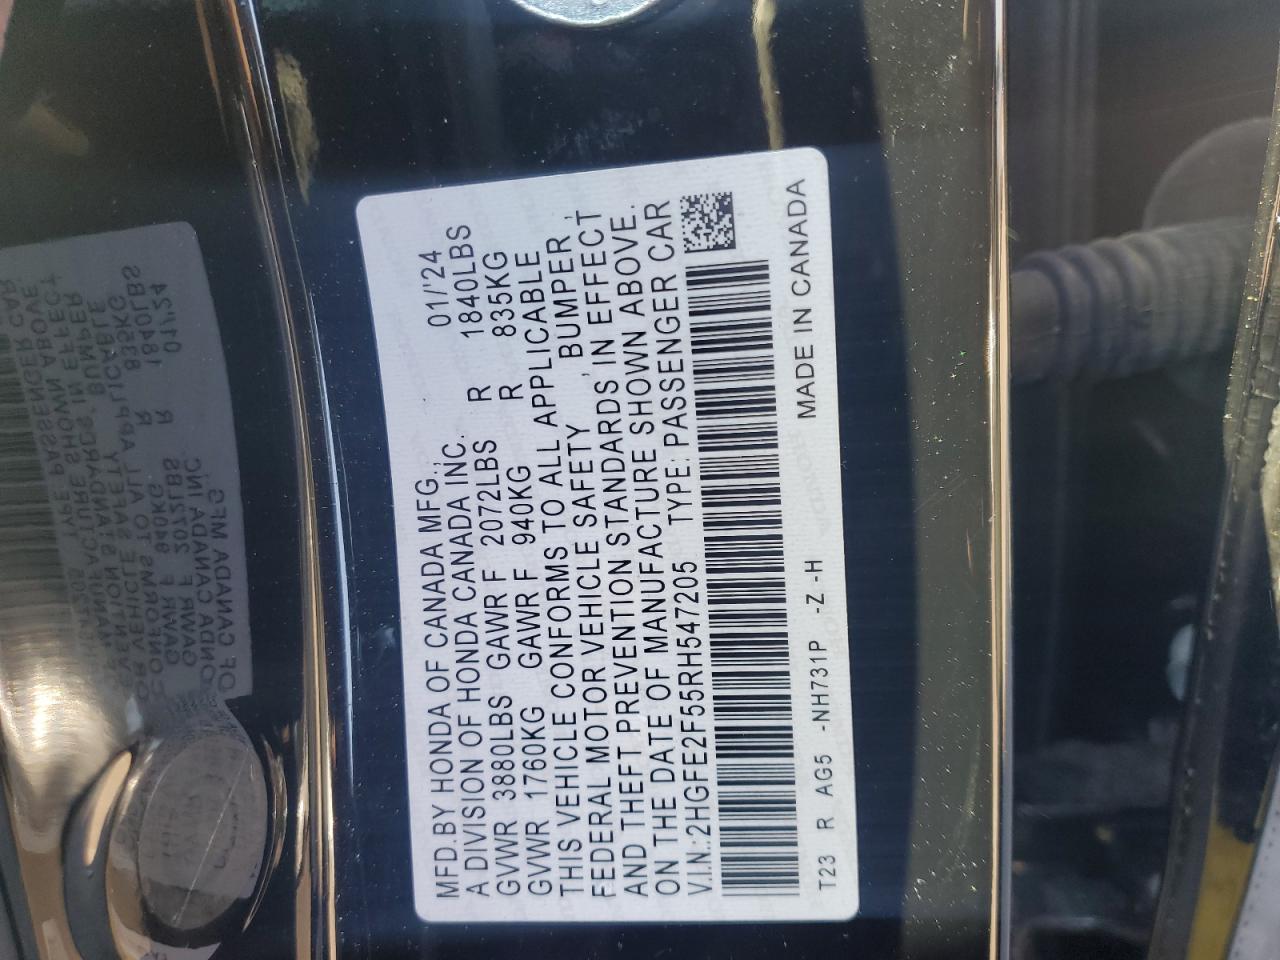 MFD.BY HONDA OF CANADA MFG., 01/'24
A DIVISION OF HONDA CANADA INC.
GVWR 3880LBS GAWR F 2072LBS R 1840LBS
GVWR 1760KG GAWR F 940KG R 835KG
THIS VEHICLE CONFORMS TO ALL APPLICABLE
FEDERAL MOTOR VEHICLE SAFETY , BUMPER ,
AND THEFT PREVENTION STANDARDS IN EFFECT
ON THE DATE OF MANUFACTURE SHOWN ABOVE.
V.I.N.:2HGFE2F55RH547205 TYPE: PASSENGER CAR
T23 R AG5 -NH731P -Z -H MADE IN CANADA